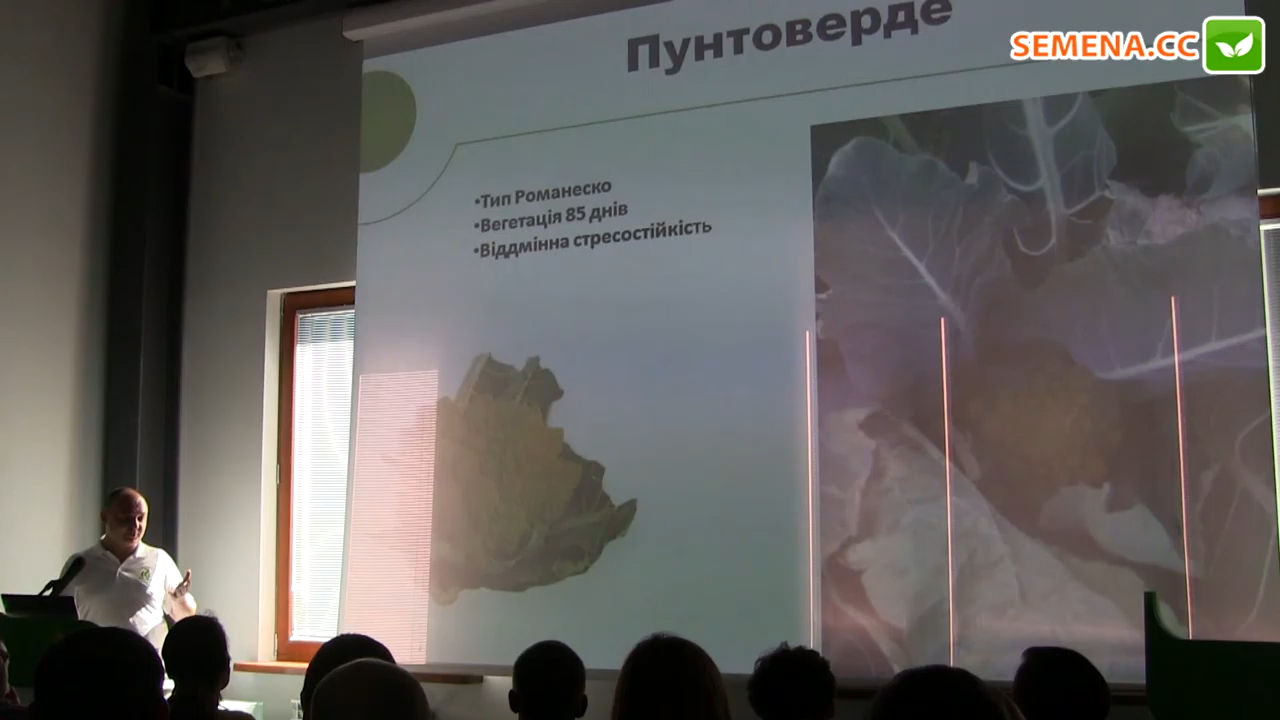 Пунтоверде
SEMENA.CC
•Тип Романеско
•Вегетація 85 днів
•Віддмінна стресостійкість